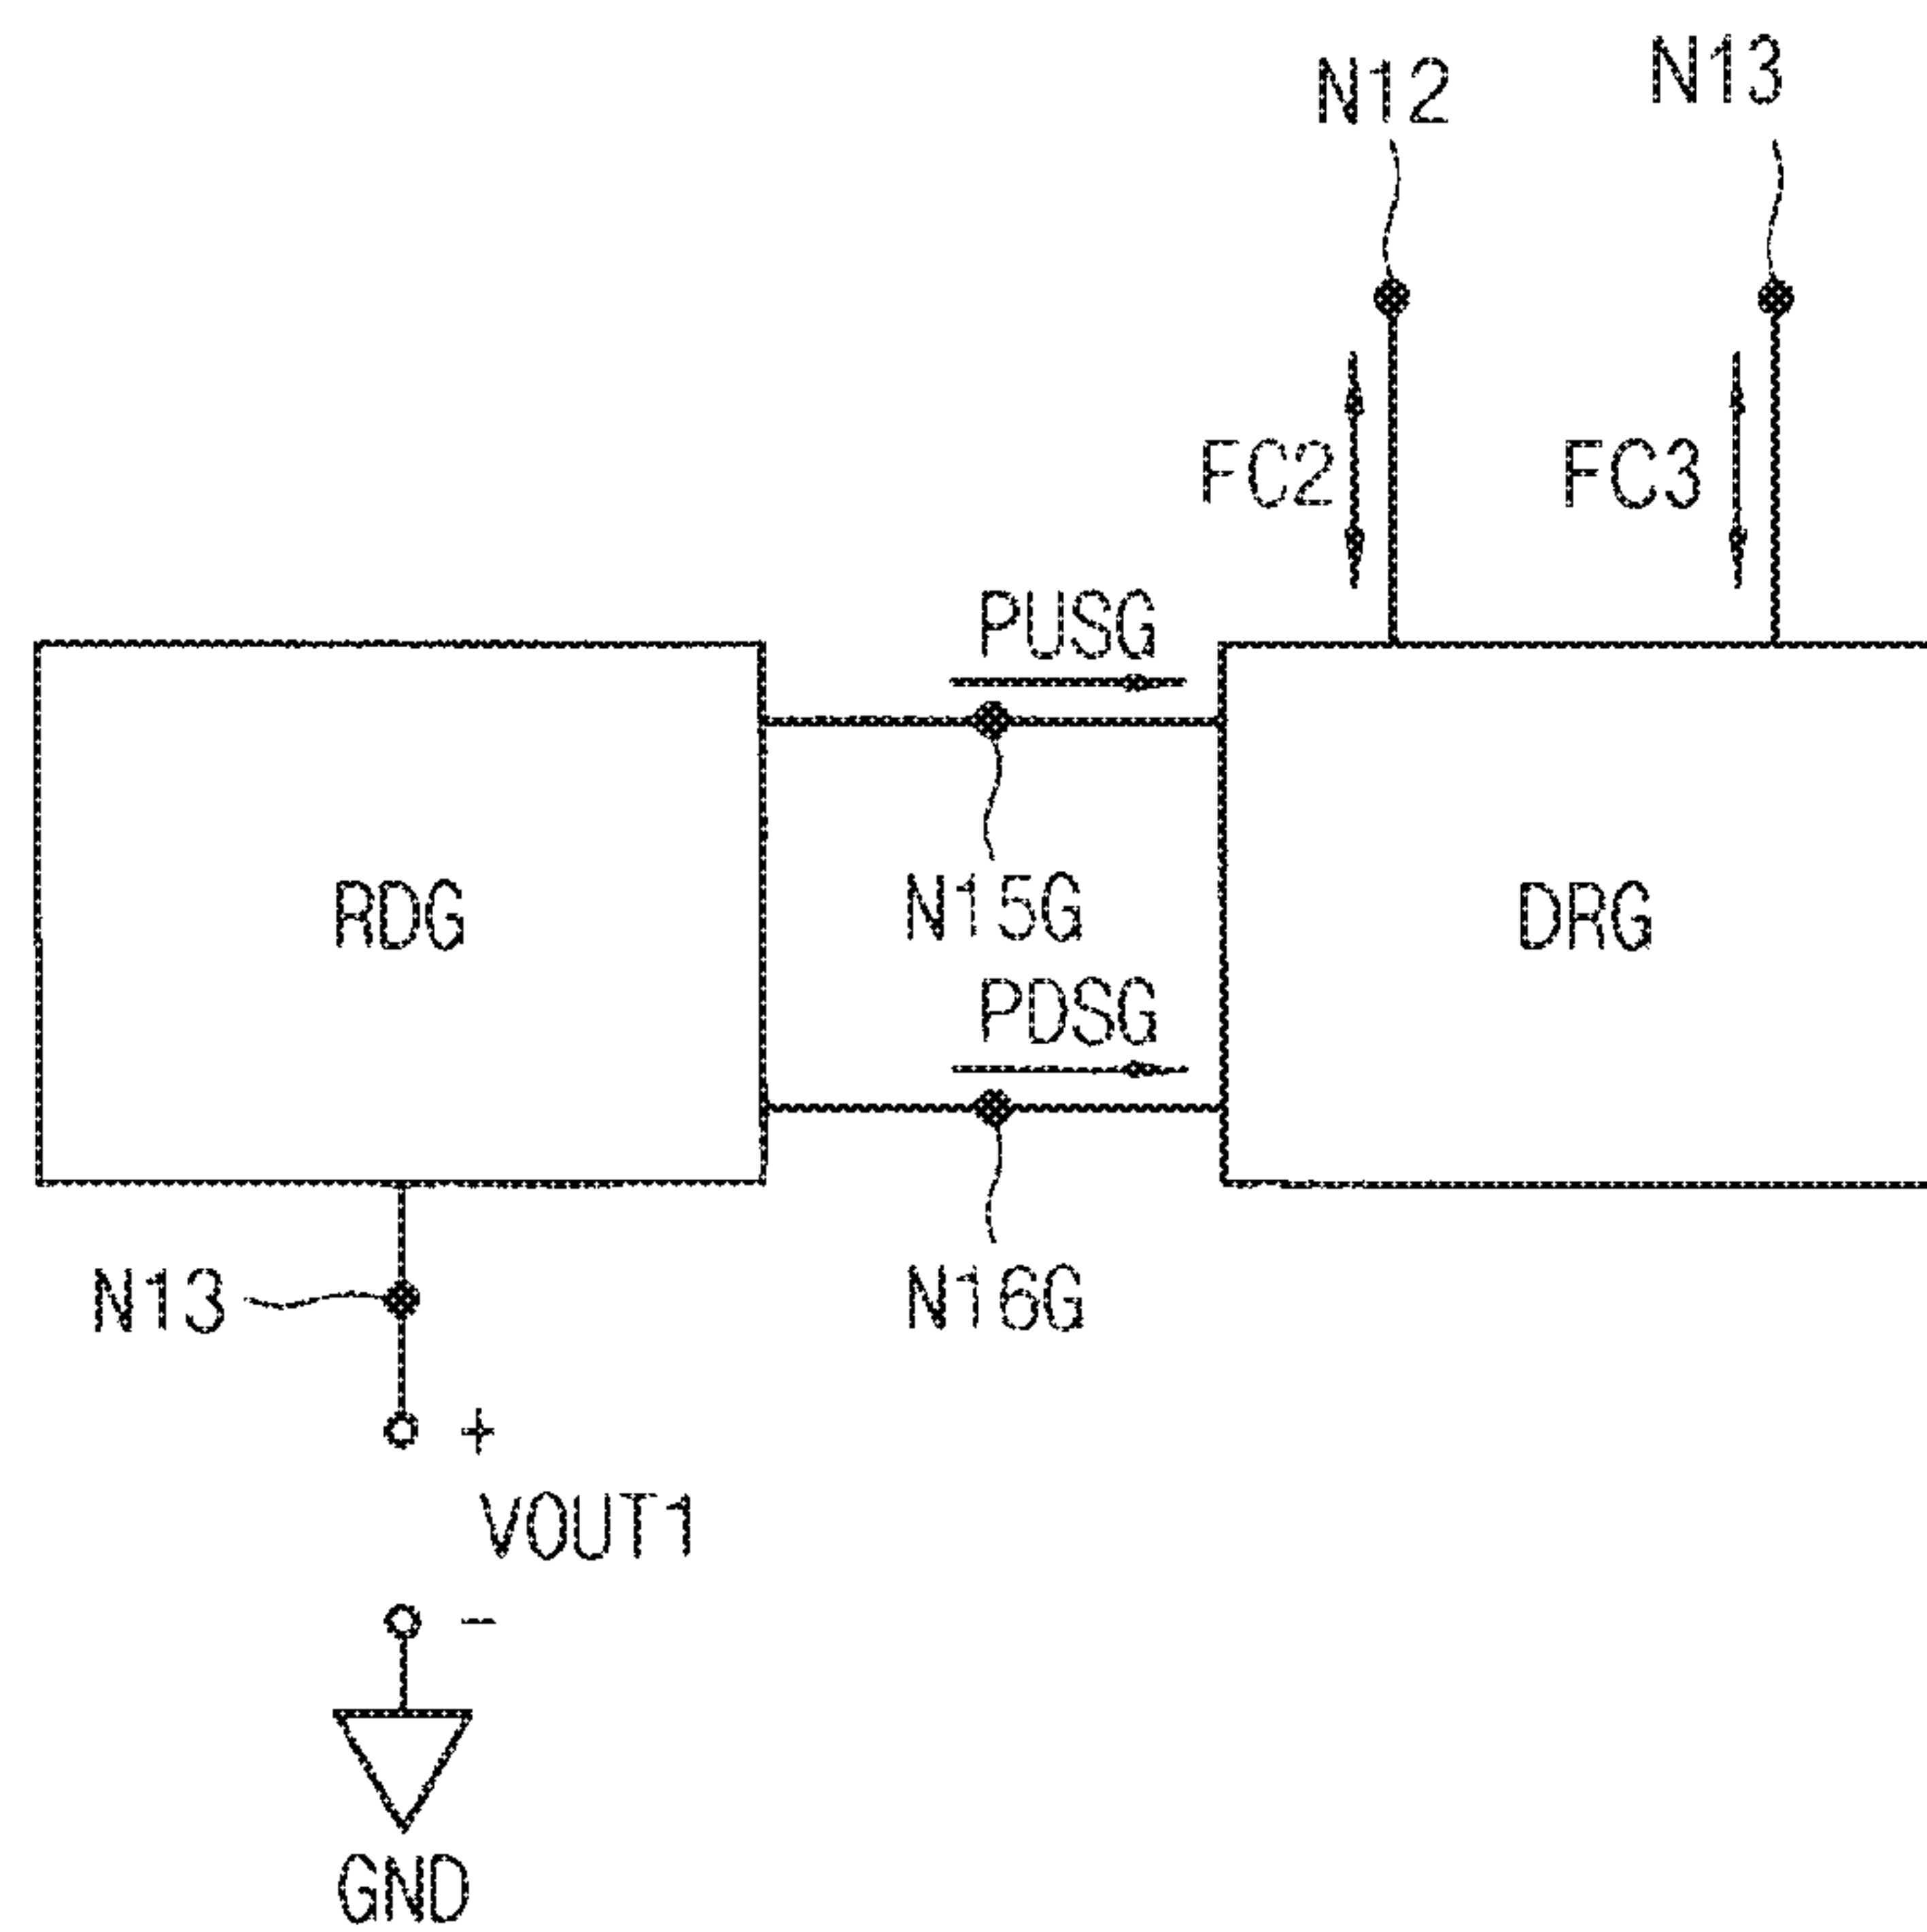 N12
N13
FC2
FC3
PUSG
RDG
N15G
DRG
PDSG
N13
N16G
+
VOUT1
-
GND